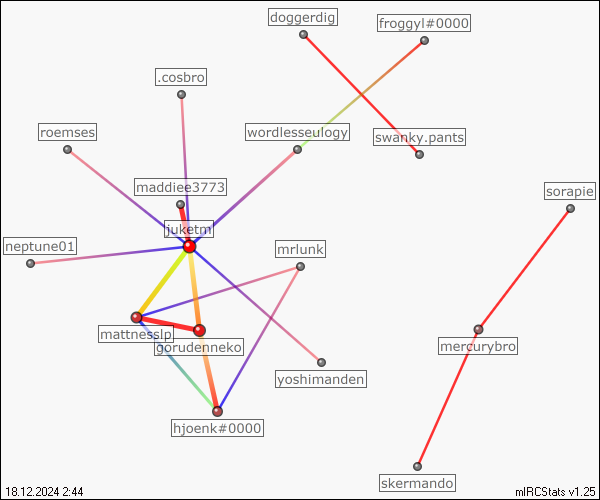 doggerdig
froggyl#0000
.cosbro
roemses
wordlesseulogy
swanky.pants
maddiee3773
sorapie
juketm
neptune01
mrlunk
mattnesslp
gorudenneko
mercurybro
yoshimanden
hjoenk#0000
skermando
18.12.2024 2:44
mIRCStats v1.25